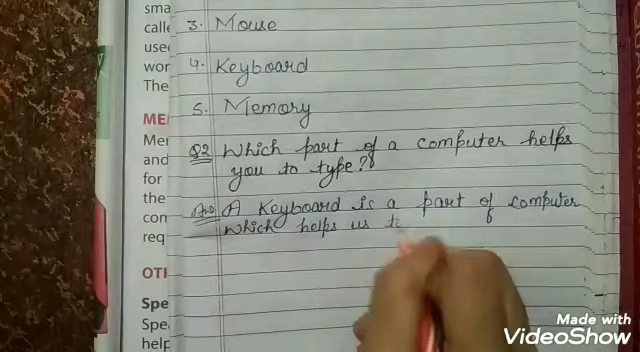 sma
calle
used
wor
The
ME
Mer
and
for
the
con
req
OTI
Spe
Spe
help
3. Mouse
4. Keyboard
5. Memory
Q2 Which part of a computer helps
you to type?
Ans A Keyboard is a part of computer
which helps us t
Made with
VideoShow